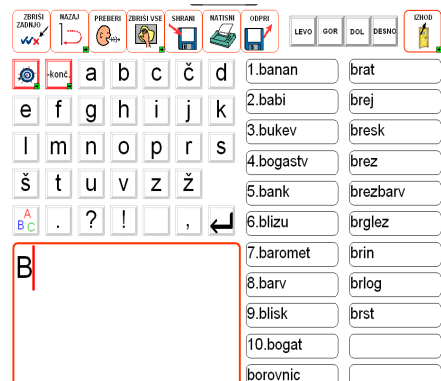 ZBRIŠI ZADNJO NAZAJ PREBERI ZBRIŠI VSE SHRANI NATISNI ODPRI LEVO GOR DOL DESNO IZHOD
-konč. a b c č d
e f g h i j k
l m n o p r s
š t u v z ž
A B C . ? ! ,
B
1.banan
2.babi
3.bukev
4.bogastv
5.bank
6.blizu
7.baromet
8.barv
9.blisk
10.bogat
borovnic
brat
brej
bresk
brez
brezbarv
brglez
brin
brlog
brst